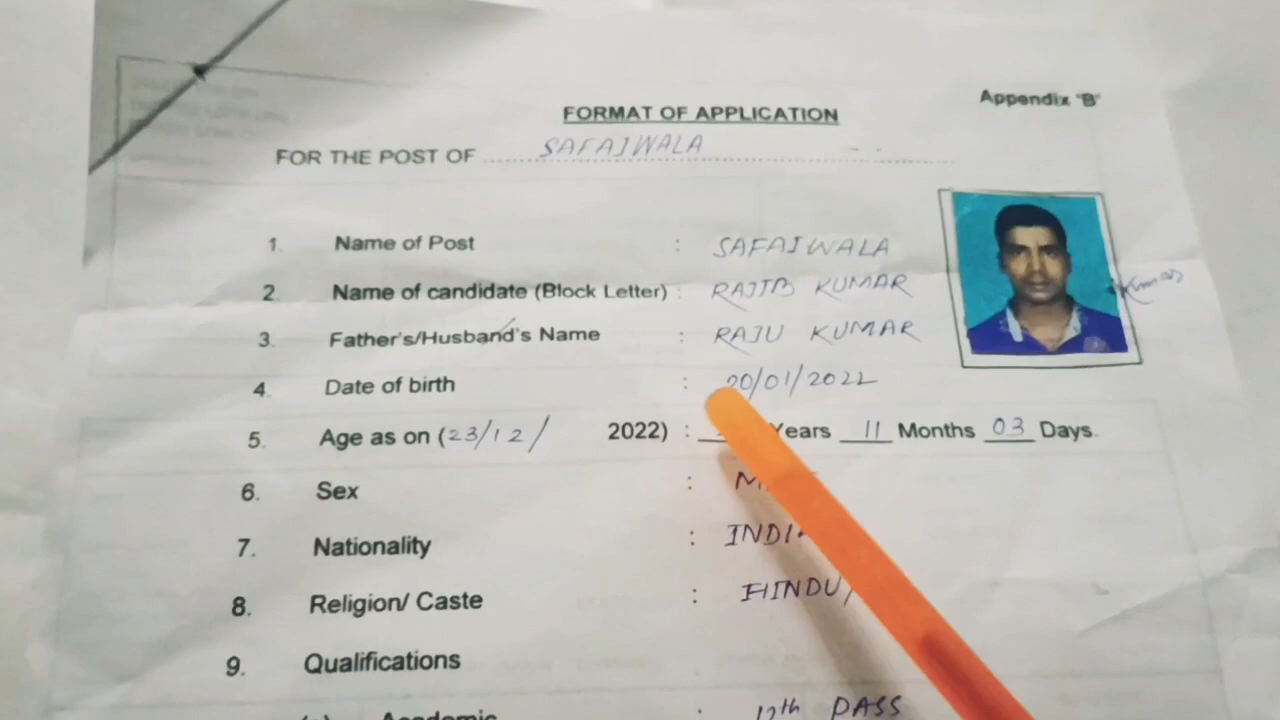 Appendix "B"
FORMAT OF APPLICATION
FOR THE POST OF ........ SAFAIWALA ........
1. Name of Post : SAFAIWALA
2. Name of candidate (Block Letter) : RAJIB KUMAR
3. Father's/Husband's Name : RAJU KUMAR
4. Date of birth : 20/01/2022
5. Age as on (23/12/ 2022) : Years 11 Months 03 Days.
6. Sex :
7. Nationality :
8. Religion/ Caste : HINDU/
9. Qualifications
Academic : 12th PASS